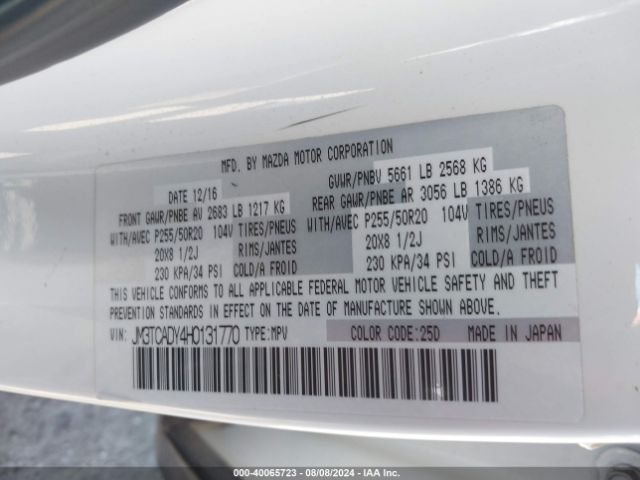 MFD. BY MAZDA MOTOR CORPORATION
DATE 12/16 GVWR/PNBV 5661 LB 2568 KG
FRONT GAWR/PNBE AV 2683 LB 1217 KG REAR GAWR/PNBE AR 3056 LB 1386 KG
WITH/AVEC P255/50R20 104V TIRES/PNEUS WITH/AVEC P255/50R20 104V TIRES/PNEUS
20X8 1/2J RIMS/JANTES 20X8 1/2J RIMS/JANTES
230 KPA/34 PSI COLD/A FROID 230 KPA/34 PSI COLD/A FROID
THIS VEHICLE CONFORMS TO ALL APPLICABLE FEDERAL MOTOR VEHICLE SAFETY AND THEFT
PREVENTION STANDARDS IN EFFECT ON THE DATE OF MANUFACTURE SHOWN ABOVE.
VIN: JM3TCADY4H0131770 TYPE:MPV COLOR CODE:25D MADE IN JAPAN
000-40065723 - 08/08/2024 - IAA Inc.